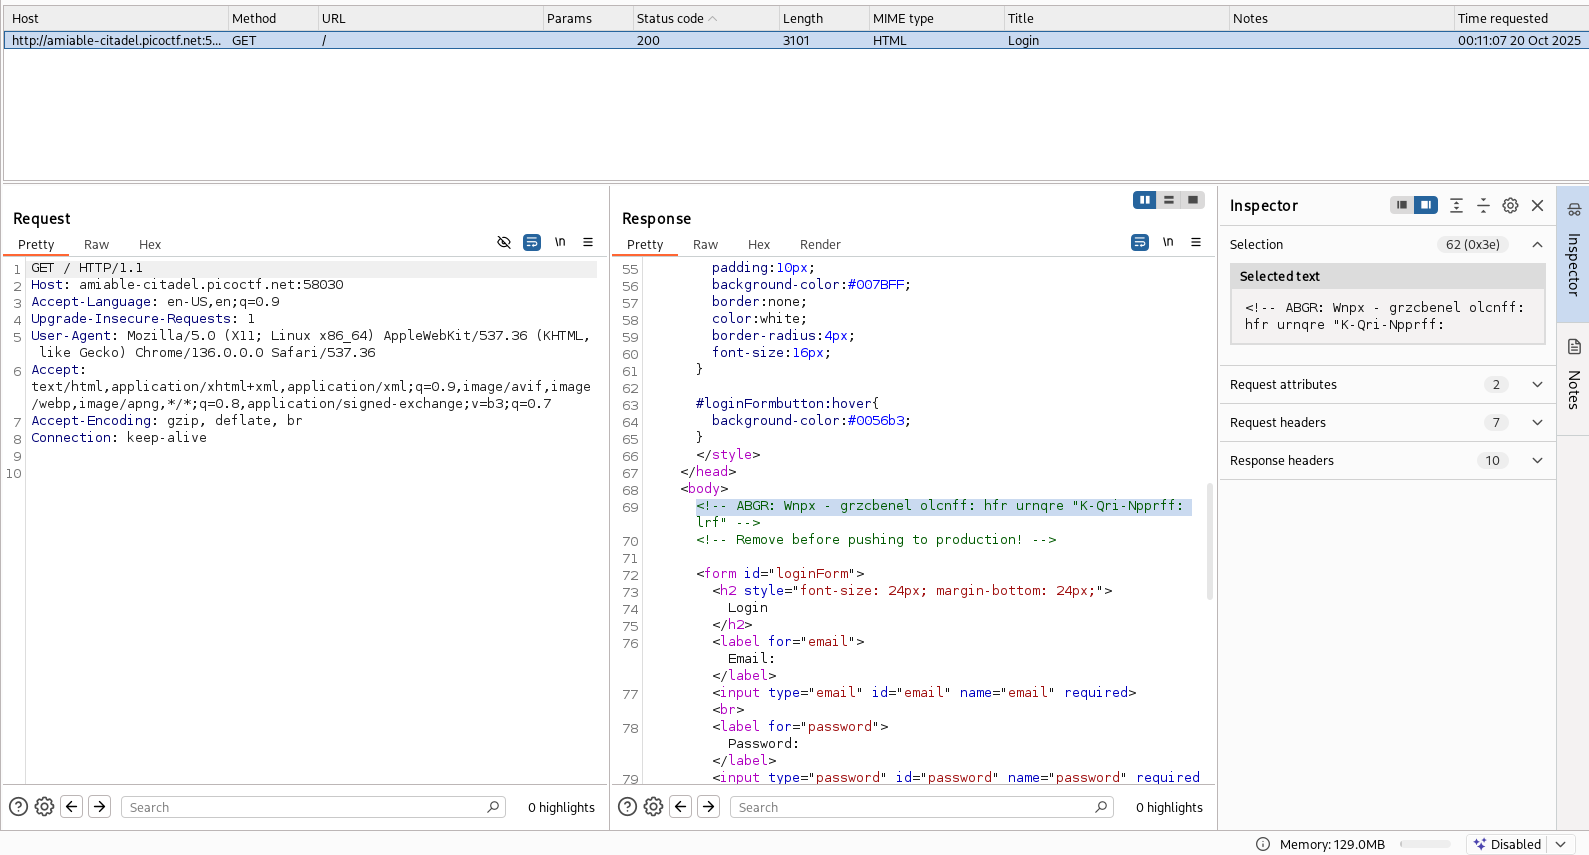 Host Method URL Params Status code Length MIME type Title Notes Time requested
http://amiable-citadel.picoctf.net:5... GET / 200 3101 HTML Login 00:11:07 20 Oct 2025
Request
Pretty Raw Hex \n
1 GET / HTTP/1.1
2 Host: amiable-citadel.picoctf.net:58030
3 Accept-Language: en-US,en;q=0.9
4 Upgrade-Insecure-Requests: 1
5 User-Agent: Mozilla/5.0 (X11; Linux x86_64) AppleWebKit/537.36 (KHTML,
like Gecko) Chrome/136.0.0.0 Safari/537.36
6 Accept:
text/html,application/xhtml+xml,application/xml;q=0.9,image/avif,image
/webp,image/apng,*/*;q=0.8,application/signed-exchange;v=b3;q=0.7
7 Accept-Encoding: gzip, deflate, br
8 Connection: keep-alive
9
10
Search
0 highlights
Response
Pretty Raw Hex Render \n
55 padding:10px;
56 background-color:#007BFF;
57 border:none;
58 color:white;
59 border-radius:4px;
60 font-size:16px;
61 }
62
63 #loginFormbutton:hover{
64 background-color:#0056b3;
65 }
66 </style>
67 </head>
68 <body>
69 <!-- ABGR: Wnpx - grzcbenel olcnff: hfr urnqre "K-Qri-Npprff:
lrf" -->
70 <!-- Remove before pushing to production! -->
71
72 <form id="loginForm">
73 <h2 style="font-size: 24px; margin-bottom: 24px;">
74 Login
75 </h2>
76 <label for="email">
Email:
</label>
77 <input type="email" id="email" name="email" required>
<br>
78 <label for="password">
Password:
</label>
79 <input type="password" id="password" name="password" required
Search
0 highlights
Inspector
Selection 62 (0x3e)
Selected text
<!-- ABGR: Wnpx - grzcbenel olcnff:
hfr urnqre "K-Qri-Npprff:
Request attributes 2
Request headers 7
Response headers 10
Inspector
Notes
Memory: 129.0MB
Disabled